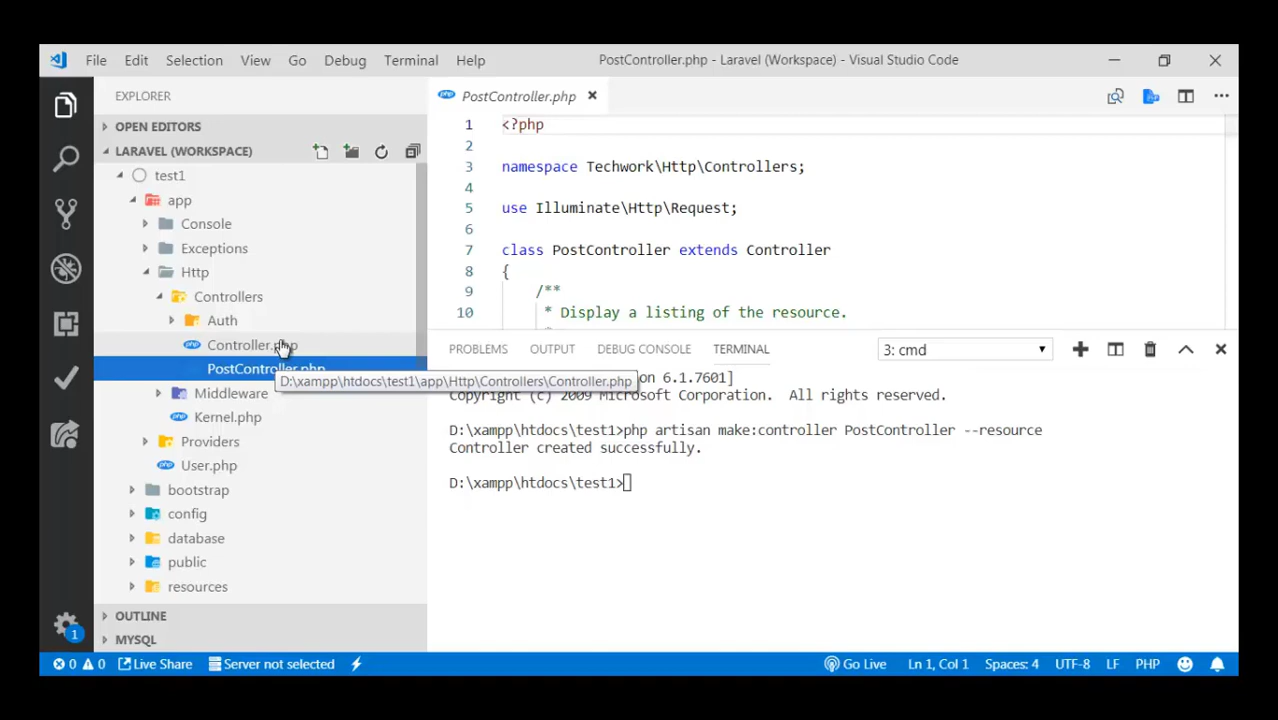 File Edit Selection View Go Debug Terminal Help
PostController.php - Laravel (Workspace) - Visual Studio Code
EXPLORER
OPEN EDITORS
LARAVEL (WORKSPACE)
test1
app
Console
Exceptions
Http
Controllers
Auth
Controller.php
PostController.php
D:\xampp\htdocs\test1\app\Http\Controllers\Controller.php
Middleware
Kernel.php
Providers
User.php
bootstrap
config
database
public
resources
OUTLINE
MYSQL
PostController.php
1 <?php
2
3 namespace Techwork\Http\Controllers;
4
5 use Illuminate\Http\Request;
6
7 class PostController extends Controller
8 {
9 /**
10 * Display a listing of the resource.
PROBLEMS OUTPUT DEBUG CONSOLE TERMINAL 3: cmd
on 6.1.7601]
Copyright (c) 2009 Microsoft Corporation. All rights reserved.
D:\xampp\htdocs\test1>php artisan make:controller PostController --resource
Controller created successfully.
D:\xampp\htdocs\test1>
1
0 0 Live Share Server not selected Go Live Ln 1, Col 1 Spaces: 4 UTF-8 LF PHP